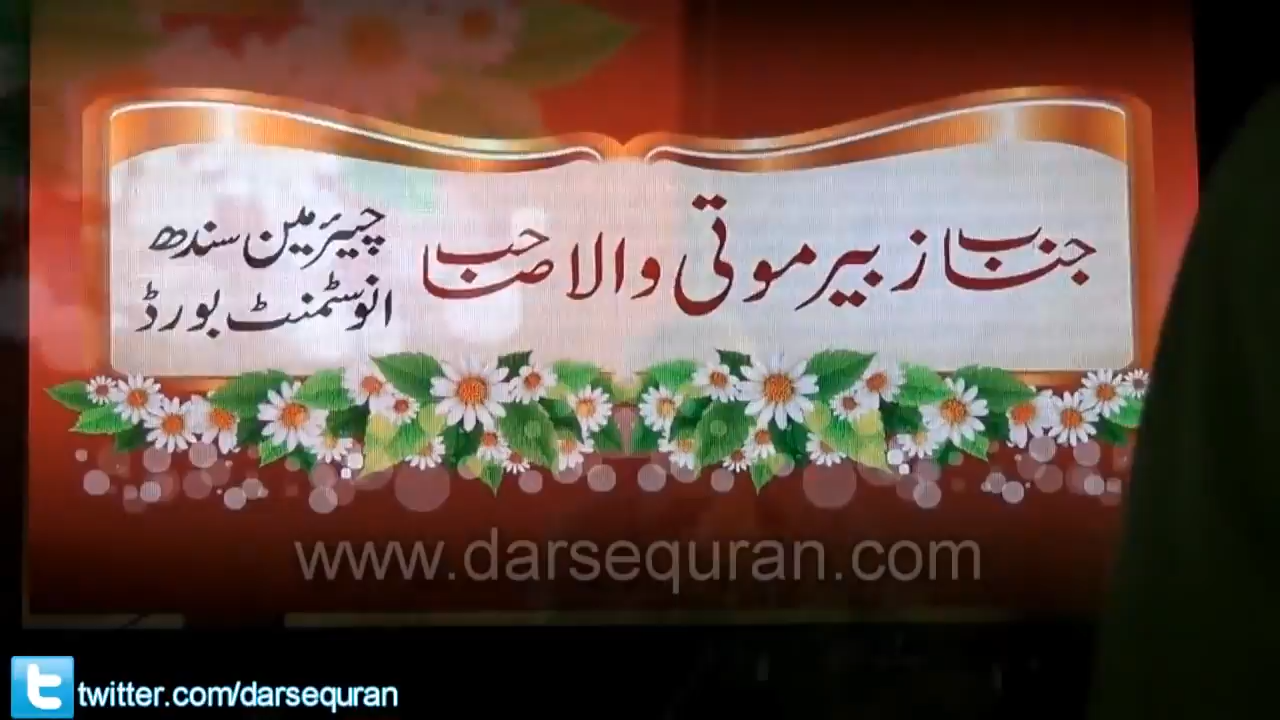 جناب زبیر موتی والا صاحب
چیئرمین سندھ
انوسٹمنٹ بورڈ
www.darsequran.com
twitter.com/darsequran